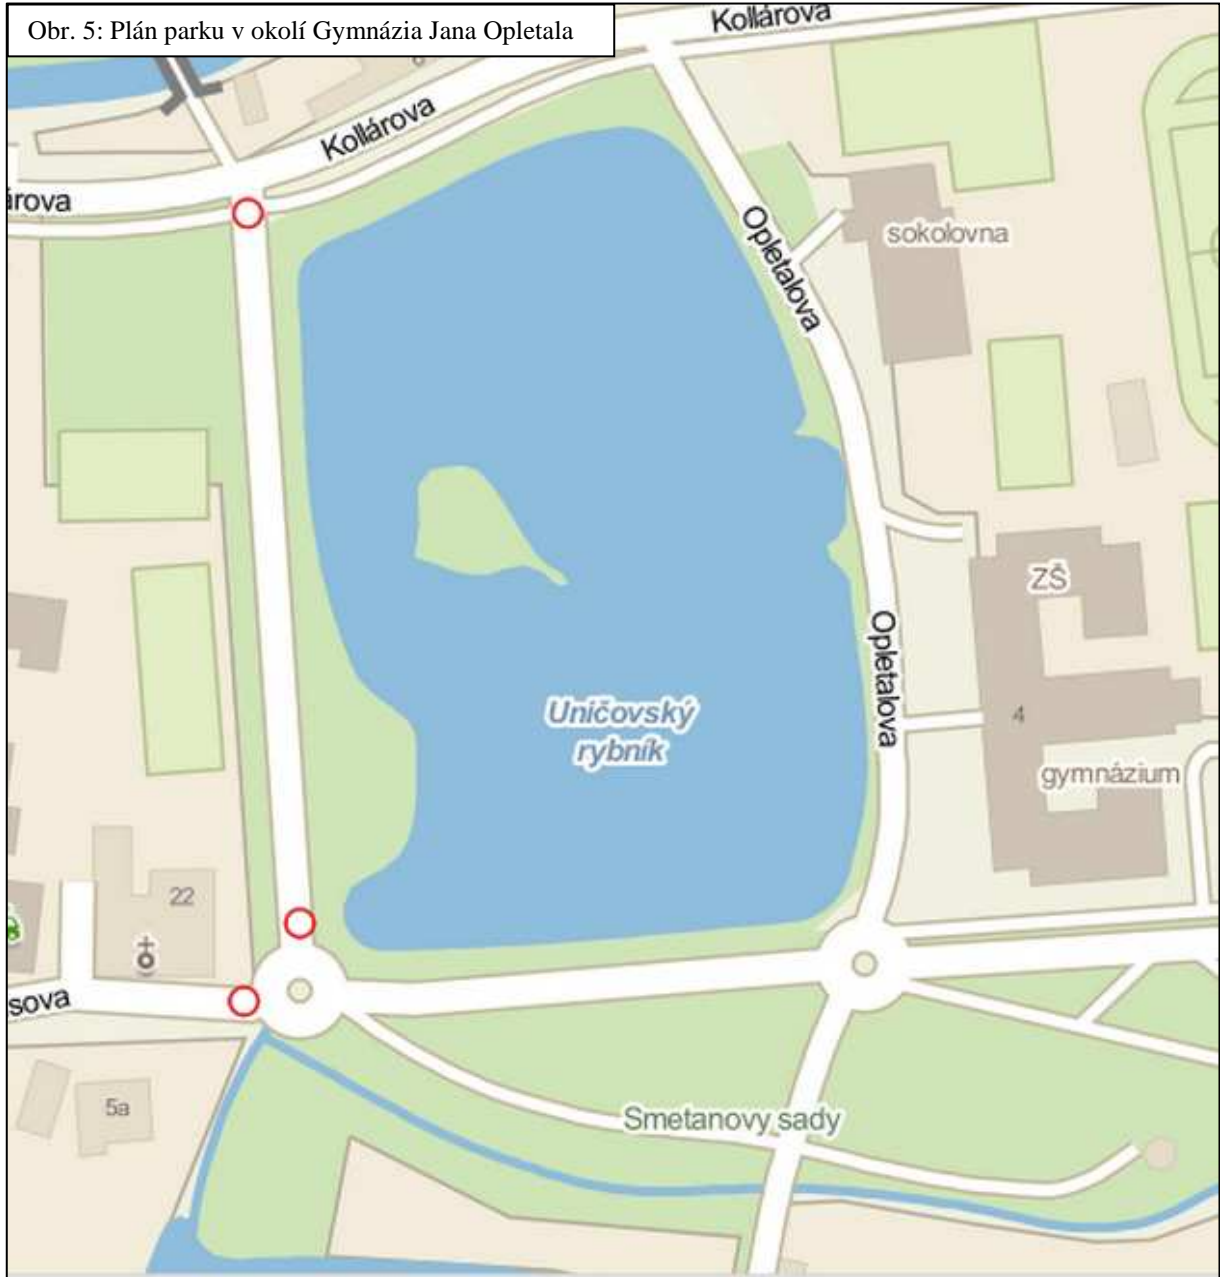 Obr. 5: Plán parku v okolí Gymnázia Jana Opletala
Kollárova
Kollárova
árova
Opletalova
sokolovna
ZŠ
Opletalova
Uničovský
rybník
4
gymnázium
22
sova
5a
Smetanovy sady